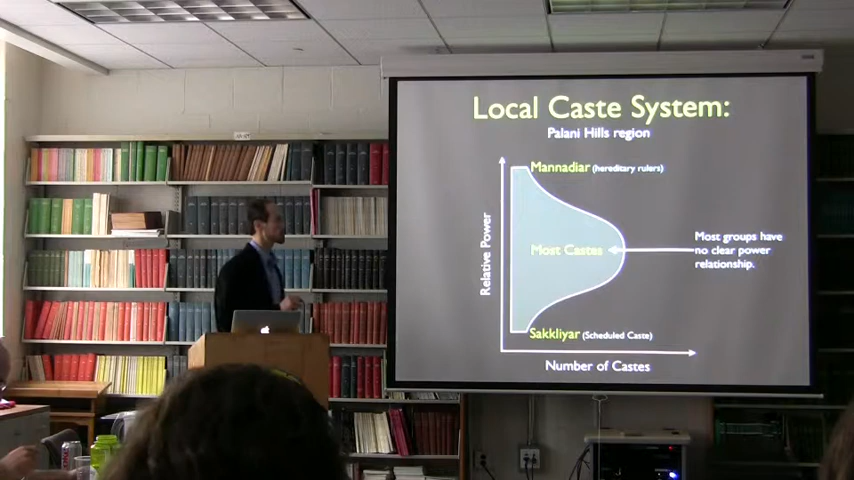 Local Caste System:
Palani Hills region
Mannadiar (hereditary rulers)
Relative Power
Most Castes
Most groups have
no clear power
relationship.
Sakkliyar (Scheduled Caste)
Number of Castes